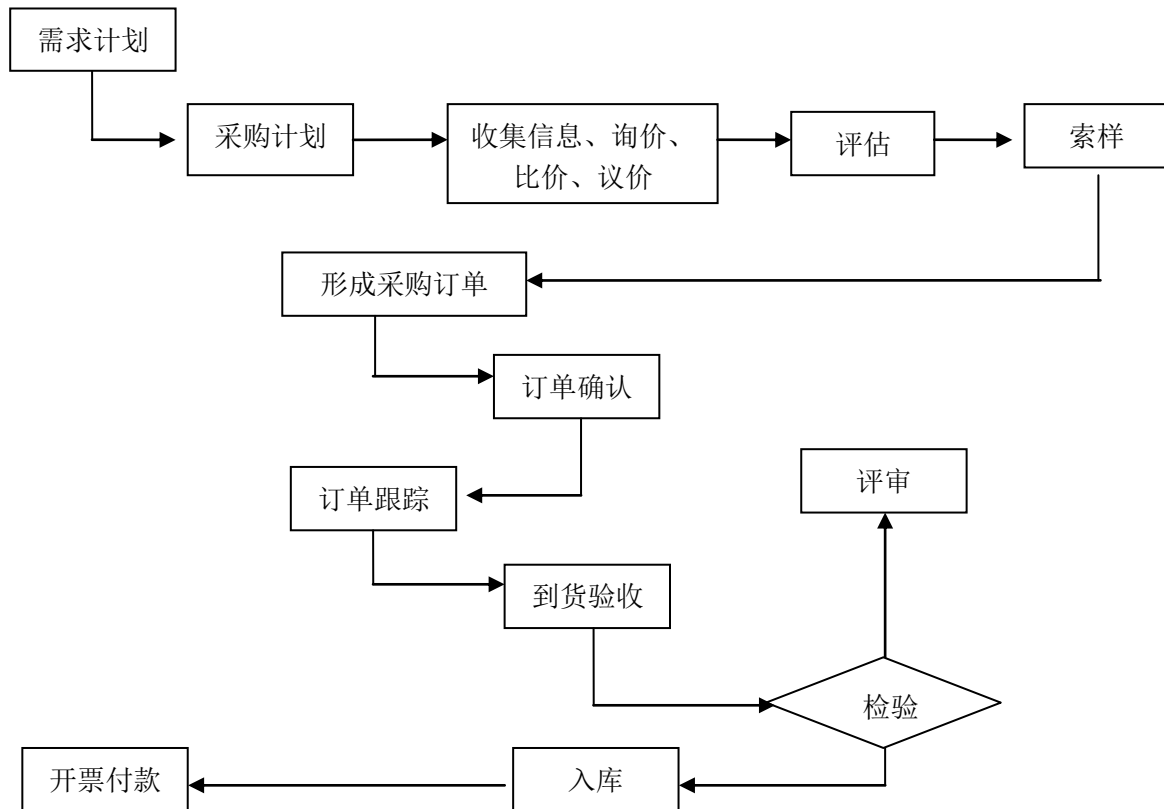 需求计划
采购计划
收集信息、询价、
比价、议价
评估
索样
形成采购订单
订单确认
订单跟踪
评审
到货验收
检验
开票付款
入库